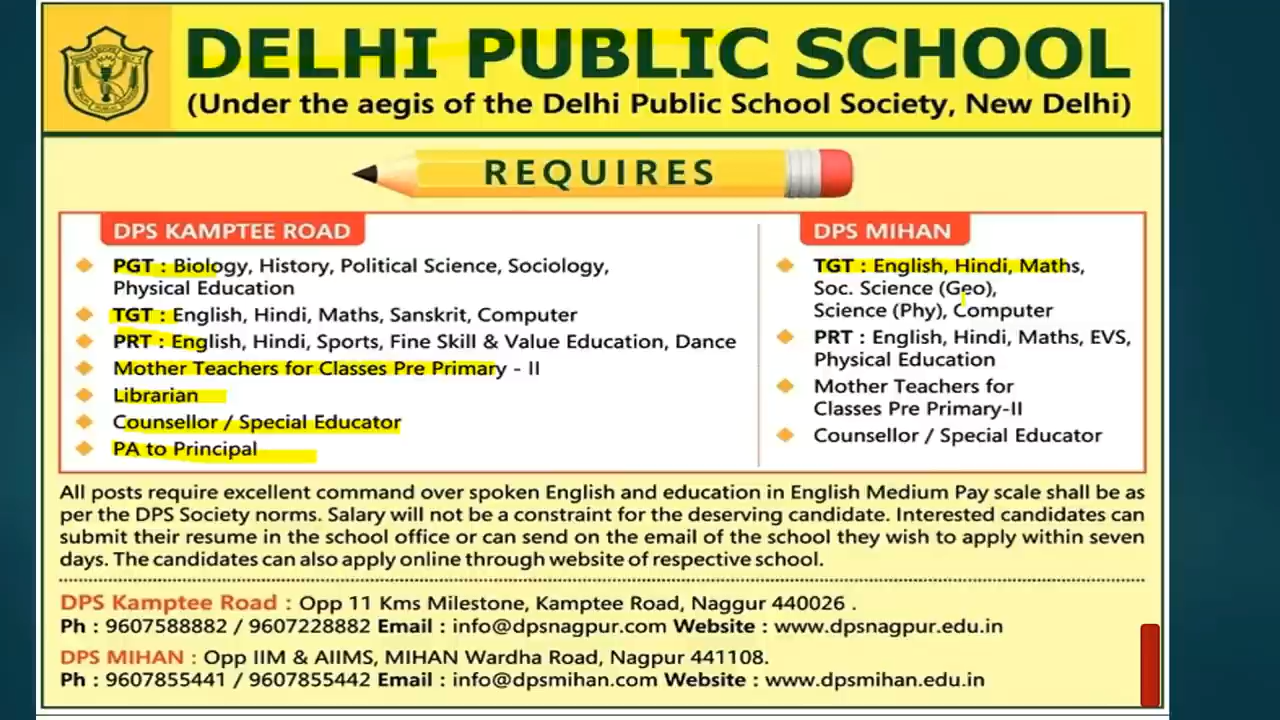 DELHI PUBLIC SCHOOL
(Under the aegis of the Delhi Public School Society, New Delhi)
REQUIRES
DPS KAMPTEE ROAD
PGT : Biology, History, Political Science, Sociology,
Physical Education
TGT : English, Hindi, Maths, Sanskrit, Computer
PRT : English, Hindi, Sports, Fine Skill & Value Education, Dance
Mother Teachers for Classes Pre Primary - II
Librarian
Counsellor / Special Educator
PA to Principal
DPS MIHAN
TGT : English, Hindi, Maths,
Soc. Science (Geo),
Science (Phy), Computer
PRT : English, Hindi, Maths, EVS,
Physical Education
Mother Teachers for
Classes Pre Primary-II
Counsellor / Special Educator
All posts require excellent command over spoken English and education in English Medium Pay scale shall be as
per the DPS Society norms. Salary will not be a constraint for the deserving candidate. Interested candidates can
submit their resume in the school office or can send on the email of the school they wish to apply within seven
days. The candidates can also apply online through website of respective school.
DPS Kamptee Road : Opp 11 Kms Milestone, Kamptee Road, Naggur 440026 .
Ph : 9607588882 / 9607228882 Email : info@dpsnagpur.com Website : www.dpsnagpur.edu.in
DPS MIHAN : Opp IIM & AIIMS, MIHAN Wardha Road, Nagpur 441108.
Ph : 9607855441 / 9607855442 Email : info@dpsmihan.com Website : www.dpsmihan.edu.in